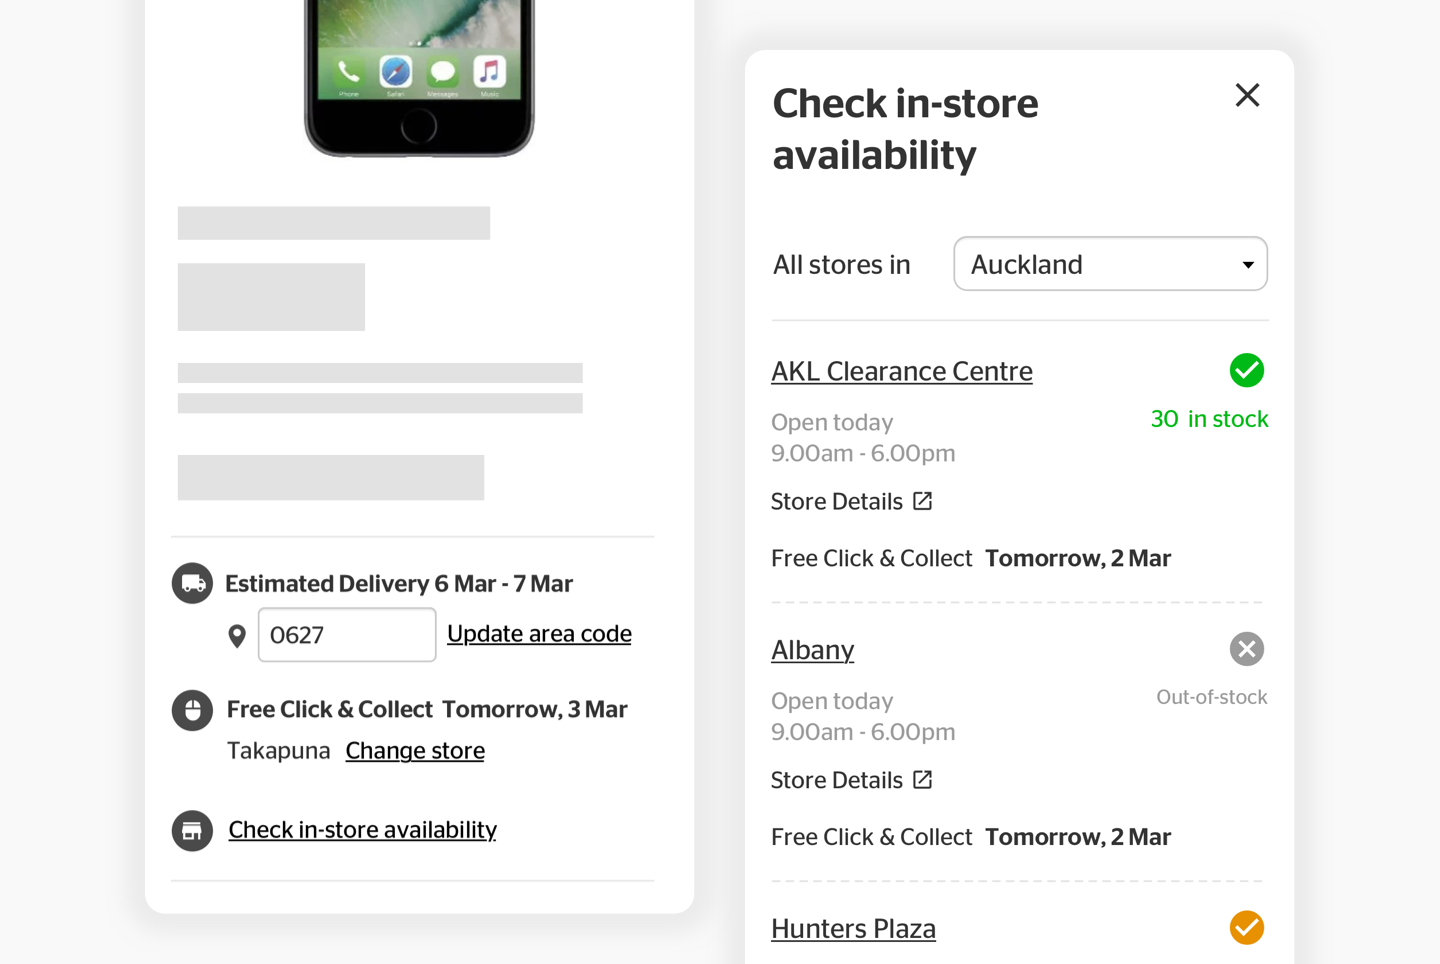 Phone Safari Messages Music
Estimated Delivery 6 Mar - 7 Mar
0627 Update area code
Free Click & Collect Tomorrow, 3 Mar
Takapuna Change store
Check in-store availability
Check in-store
availability
All stores in Auckland
AKL Clearance Centre
Open today
30 in stock
9.00am - 6.00pm
Store Details
Free Click & Collect Tomorrow, 2 Mar
Albany
Open today
Out-of-stock
9.00am - 6.00pm
Store Details
Free Click & Collect Tomorrow, 2 Mar
Hunters Plaza